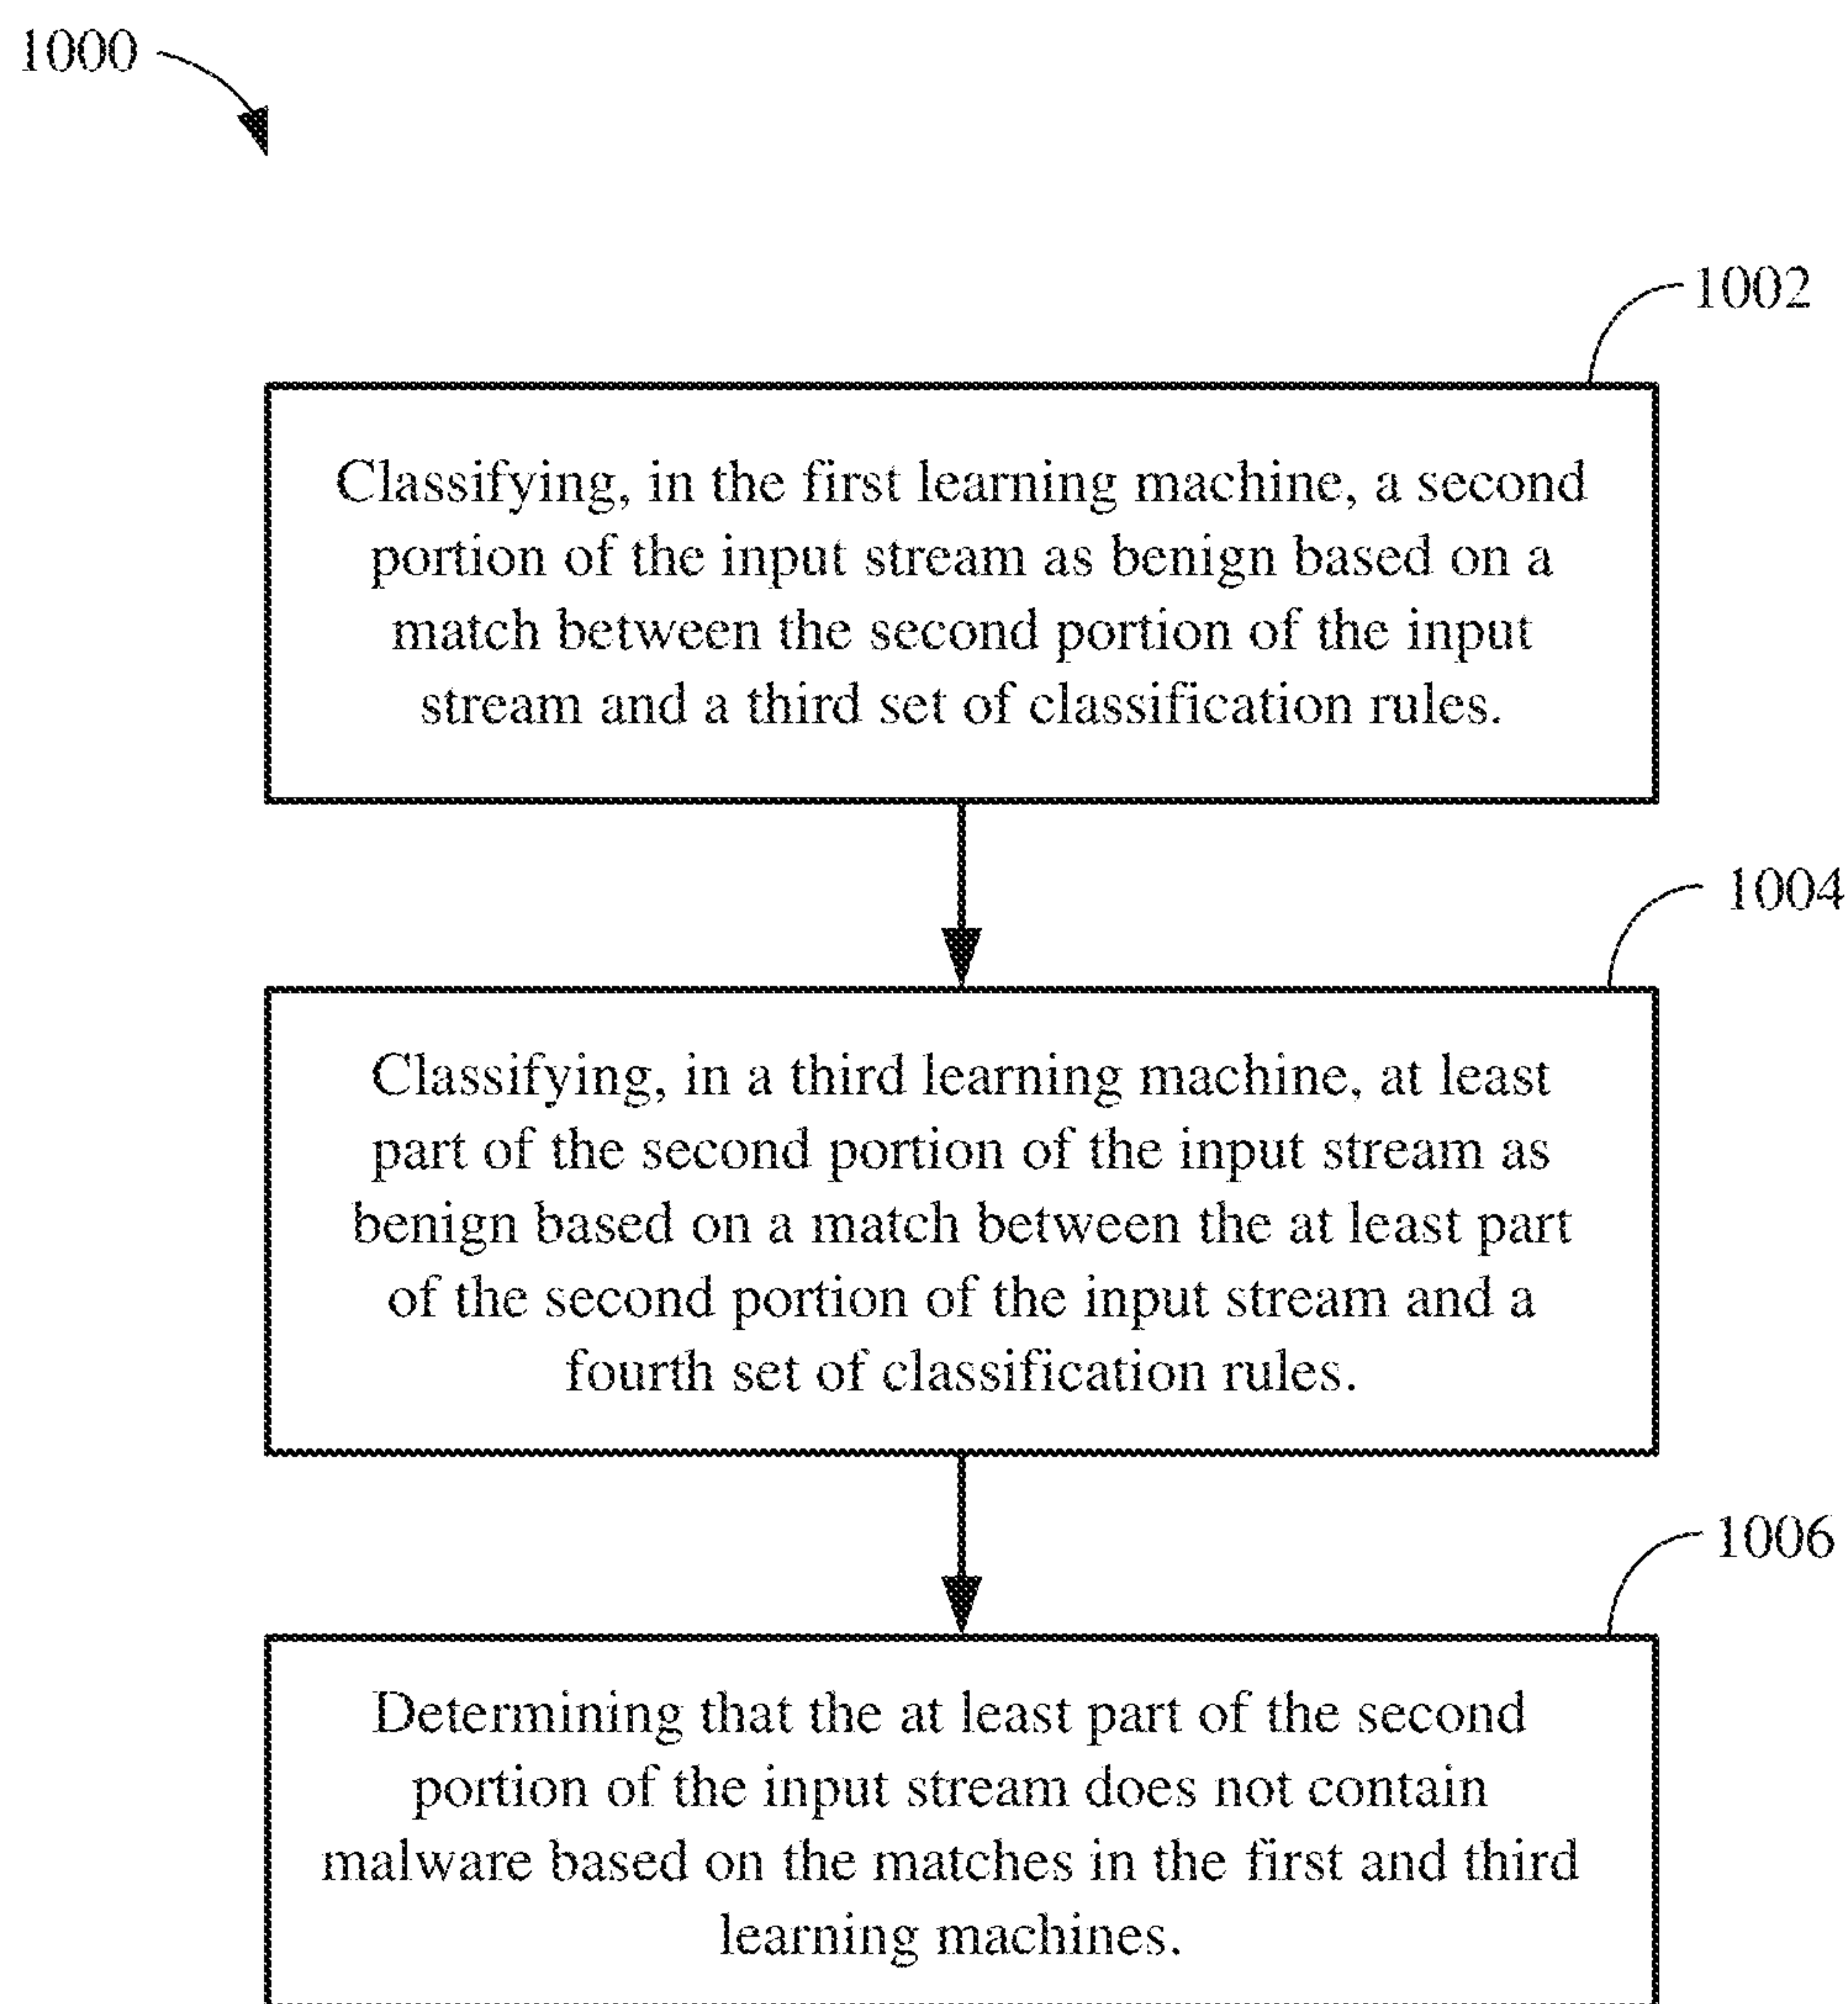 1000
1002
Classifying, in the first learning machine, a second
portion of the input stream as benign based on a
match between the second portion of the input
stream and a third set of classification rules.
1004
Classifying, in a third learning machine, at least
part of the second portion of the input stream as
benign based on a match between the at least part
of the second portion of the input stream and a
fourth set of classification rules.
1006
Determining that the at least part of the second
portion of the input stream does not contain
malware based on the matches in the first and third
learning machines.